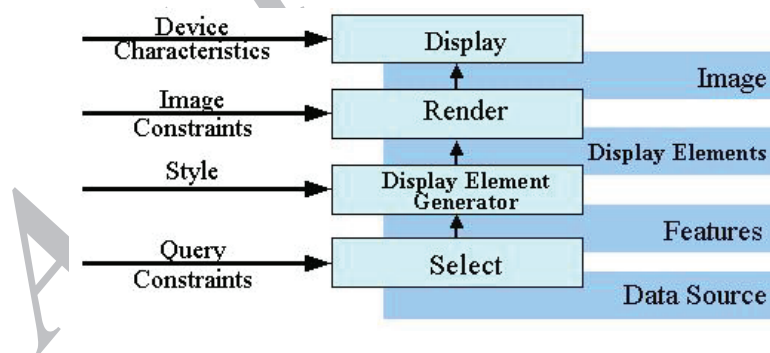 Device
Characteristics
Display
Image
Image
Constraints
Render
Display Elements
Style
Display Element
Generator
Features
Query
Constraints
Select
Data Source
A